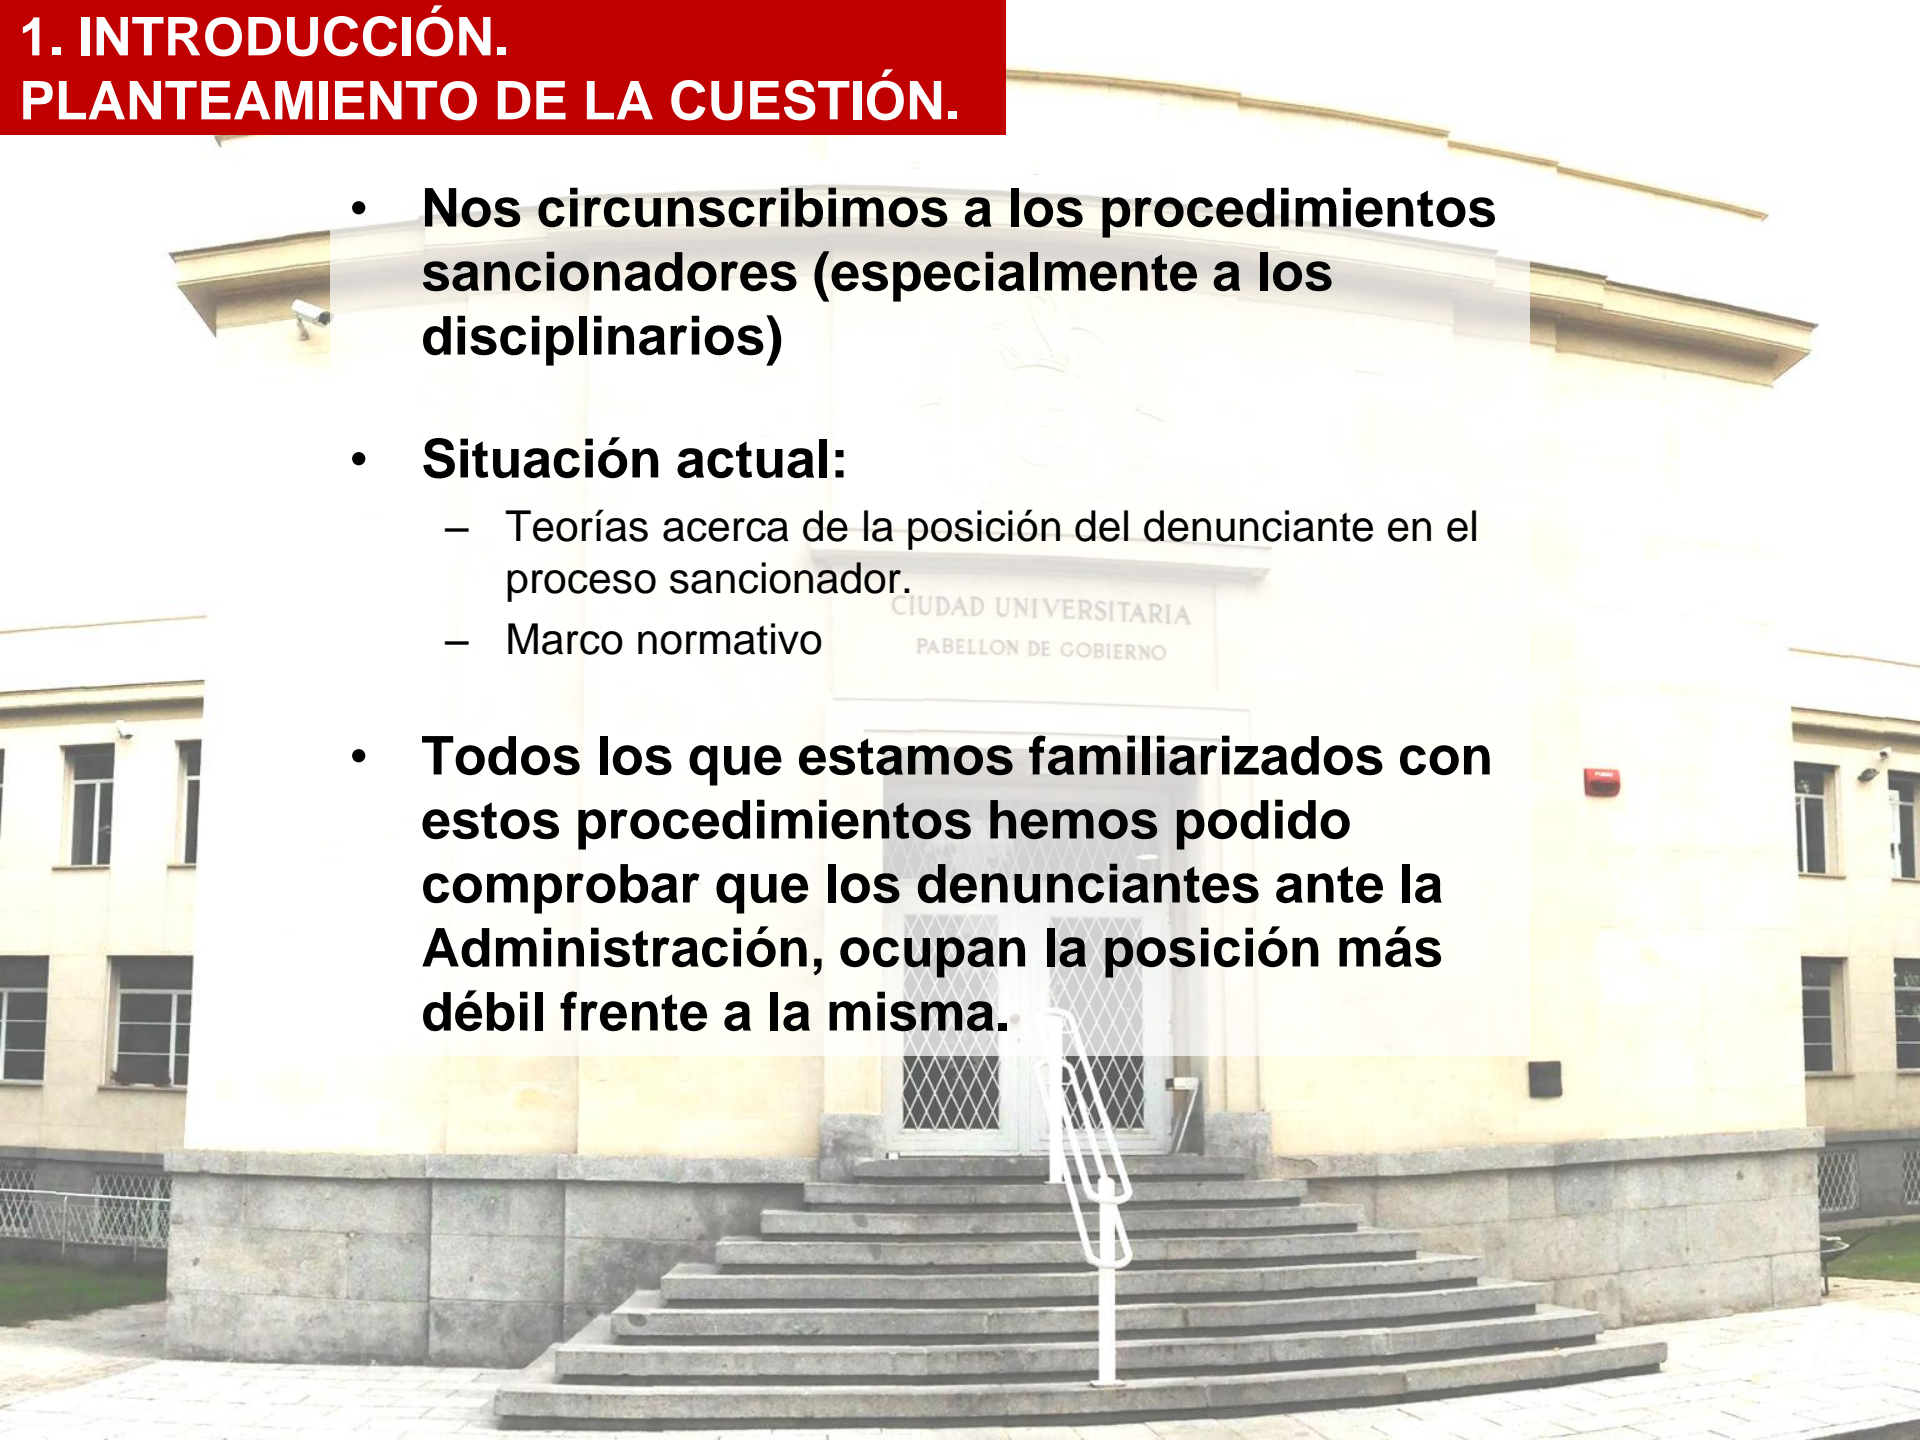 1. INTRODUCCIÓN.
PLANTEAMIENTO DE LA CUESTIÓN.
• Nos circunscribimos a los procedimientos
sancionadores (especialmente a los
disciplinarios)
• Situación actual:
– Teorías acerca de la posición del denunciante en el
proceso sancionador.
– Marco normativo
CIUDAD UNIVERSITARIA
PABELLON DE GOBIERNO
• Todos los que estamos familiarizados con
estos procedimientos hemos podido
comprobar que los denunciantes ante la
Administración, ocupan la posición más
débil frente a la misma.